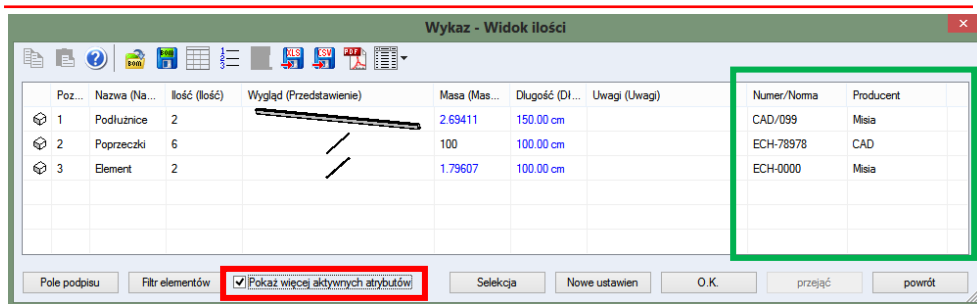 Wykaz - Widok ilości
Poz... Nazwa (Na... Ilość (Ilość) Wygląd (Przedstawienie) Masa (Mas... Długość (Dł... Uwagi (Uwagi) Numer/Norma Producent
1 Podłużnice 2 2.69411 150.00 cm CAD/099 Misia
2 Poprzeczki 6 100 100.00 cm ECH-78978 CAD
3 Element 2 1.79607 100.00 cm ECH-0000 Misia
Pole podpisu Filtr elementów Pokaż więcej aktywnych atrybutów Selekcja Nowe ustawien O.K. przejąć powrót